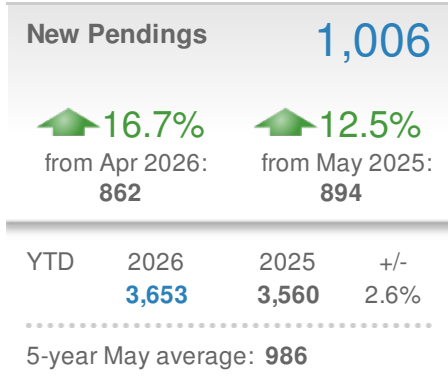 New Pendings 1,006
16.7% 12.5%
from Apr 2026: from May 2025:
862 894
YTD 2026 2025 +/-
3,653 3,560 2.6%
5-year May average: 986